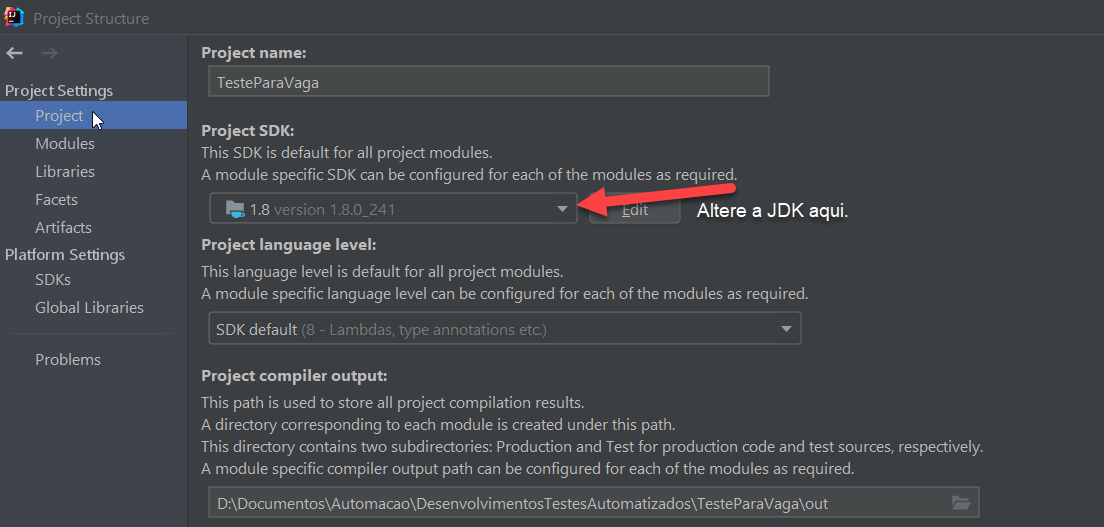 Project Structure
Project Settings
Project
Modules
Libraries
Facets
Artifacts
Platform Settings
SDKs
Global Libraries
Problems
Project name:
TesteParaVaga
Project SDK:
This SDK is default for all project modules.
A module specific SDK can be configured for each of the modules as required.
1.8 version 1.8.0_241
Edit
Altere a JDK aqui.
Project language level:
This language level is default for all project modules.
A module specific language level can be configured for each of the modules as required.
SDK default (8 - Lambdas, type annotations etc.)
Project compiler output:
This path is used to store all project compilation results.
A directory corresponding to each module is created under this path.
This directory contains two subdirectories: Production and Test for production code and test sources, respectively.
A module specific compiler output path can be configured for each of the modules as required.
D:\Documentos\Automacao\DesenvolvimentosTestesAutomatizados\TesteParaVaga\out